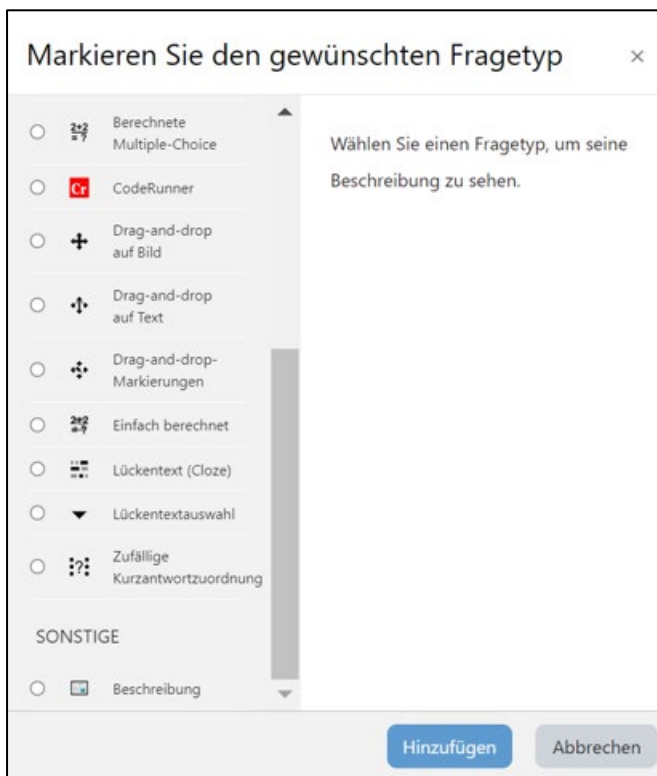 Markieren Sie den gewünschten Fragetyp ×
2+2
= ?
Berechnete
Multiple-Choice
Cr CodeRunner
Drag-and-drop
auf Bild
Drag-and-drop
auf Text
Drag-and-drop-
Markierungen
Einfach berechnet
Lückentext (Cloze)
Lückentextauswahl
Zufällige
Kurzantwortzuordnung
SONSTIGE
Beschreibung
Wählen Sie einen Fragetyp, um seine
Beschreibung zu sehen.
Hinzufügen Abbrechen